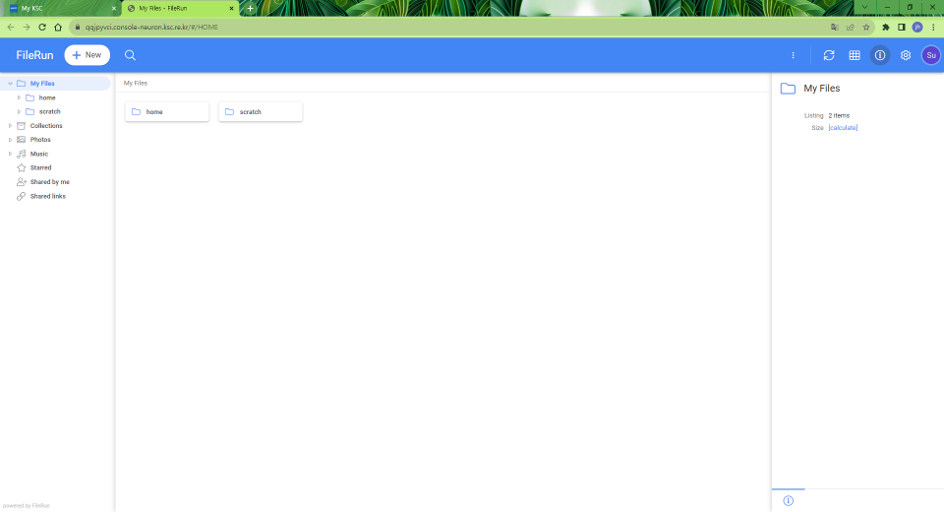 My KSC
My Files - FileRun
qqjpyvci.console-neuron.ksc.re.kr/#/HOME
FileRun
+ New
Su
My Files
home
scratch
Collections
Photos
Music
Starred
Shared by me
Shared links
powered by FileRun
My Files
home
scratch
My Files
Listing 2 items
Size [calculate]